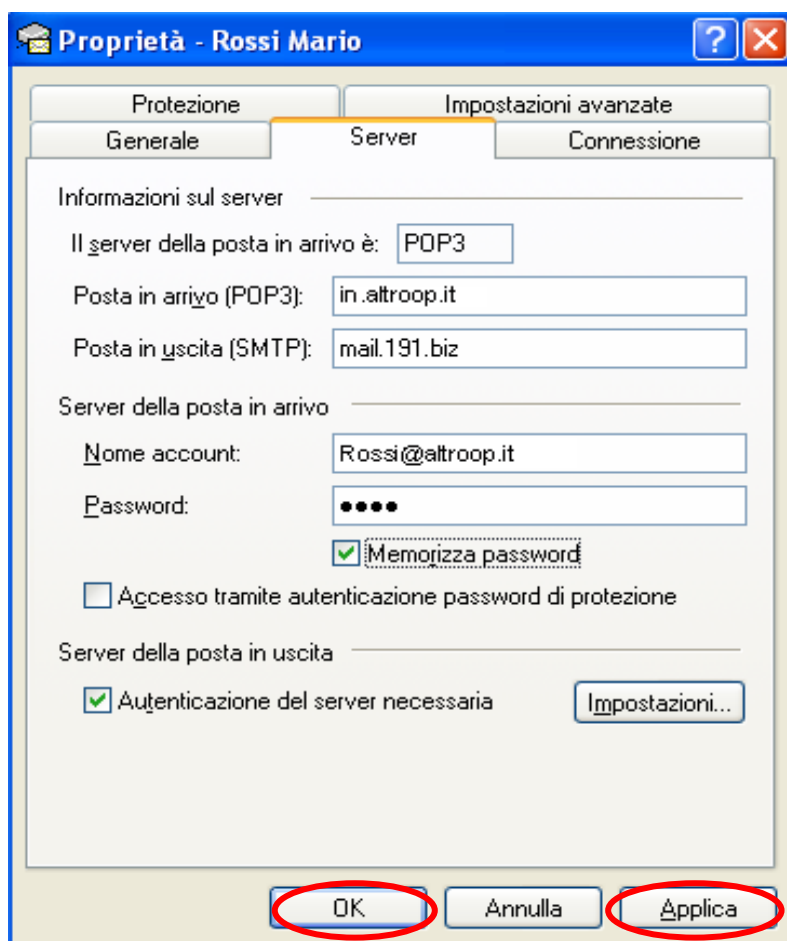 Proprietà - Rossi Mario
?
Protezione Impostazioni avanzate
Generale Server Connessione
Informazioni sul server
Il server della posta in arrivo è: POP3
Posta in arrivo (POP3): in.altroop.it
Posta in uscita (SMTP): mail.191.biz
Server della posta in arrivo
Nome account: Rossi@altroop.it
Password: ●●●●
Memorizza password
Accesso tramite autenticazione password di protezione
Server della posta in uscita
Autenticazione del server necessaria Impostazioni...
OK Annulla Applica